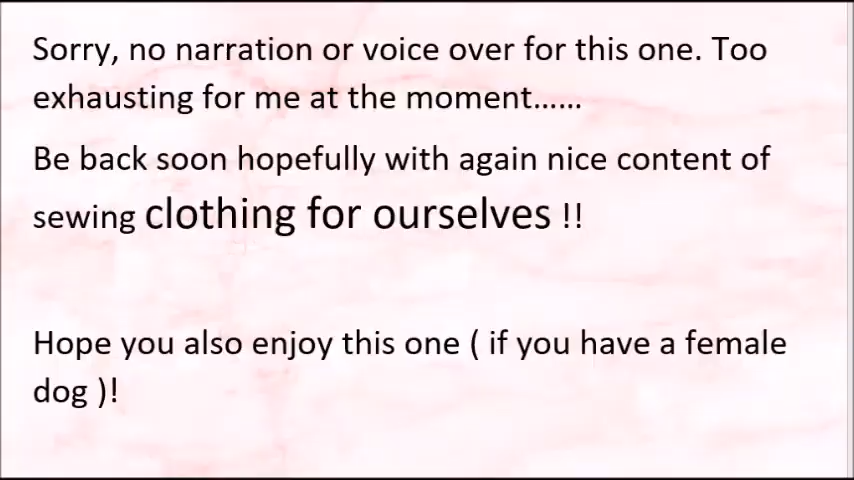 Sorry, no narration or voice over for this one. Too
exhausting for me at the moment......
Be back soon hopefully with again nice content of
sewing clothing for ourselves !!
Hope you also enjoy this one ( if you have a female
dog )!